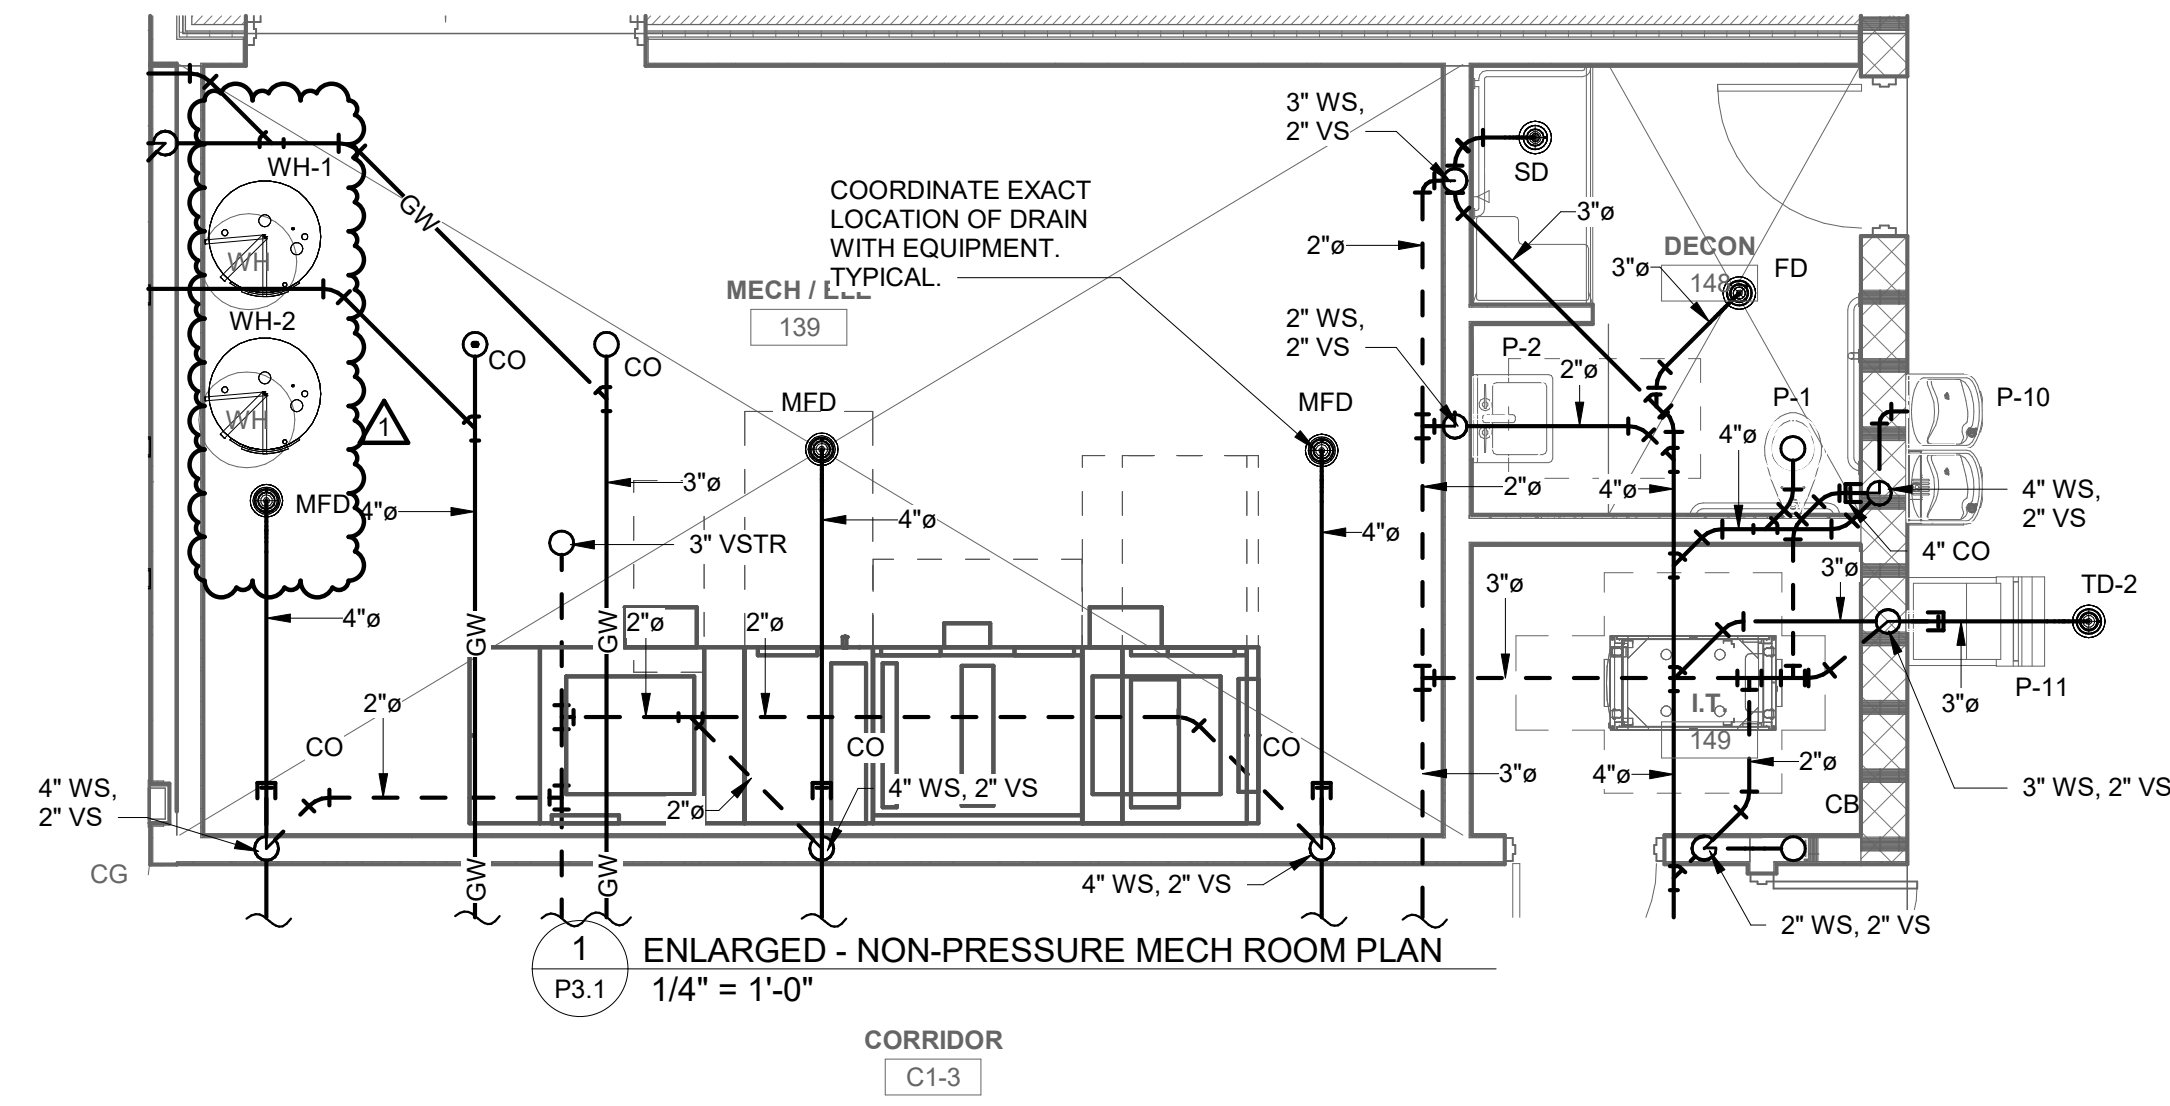 3" WS,
2" VS
WH-1
SD
GW
COORDINATE EXACT
LOCATION OF DRAIN
WITH EQUIPMENT.
TYPICAL.
3"ø
2"ø
DECON
148
FD
3"ø
WH
MECH / ELE
139
WH-2
2" WS,
2" VS
CO
CO
P-2
2"ø
MFD
MFD
P-1
P-10
WH
1
4"ø
3"ø
2"ø
4"ø
4" WS,
2" VS
MFD
4"ø
4"ø
4"ø
3" VSTR
4" CO
3"ø
3"ø
TD-2
4"ø
GW
GW
2"ø
2"ø
P-11
2"ø
I.T.
149
3"ø
CO
CO
CO
3"ø
4"ø
2"ø
4" WS,
2" VS
4" WS, 2" VS
3" WS, 2" VS
2"ø
CB
CG
GW
GW
4" WS, 2" VS
2" WS, 2" VS
1
P3.1
ENLARGED - NON-PRESSURE MECH ROOM PLAN
1/4" = 1'-0"
CORRIDOR
C1-3